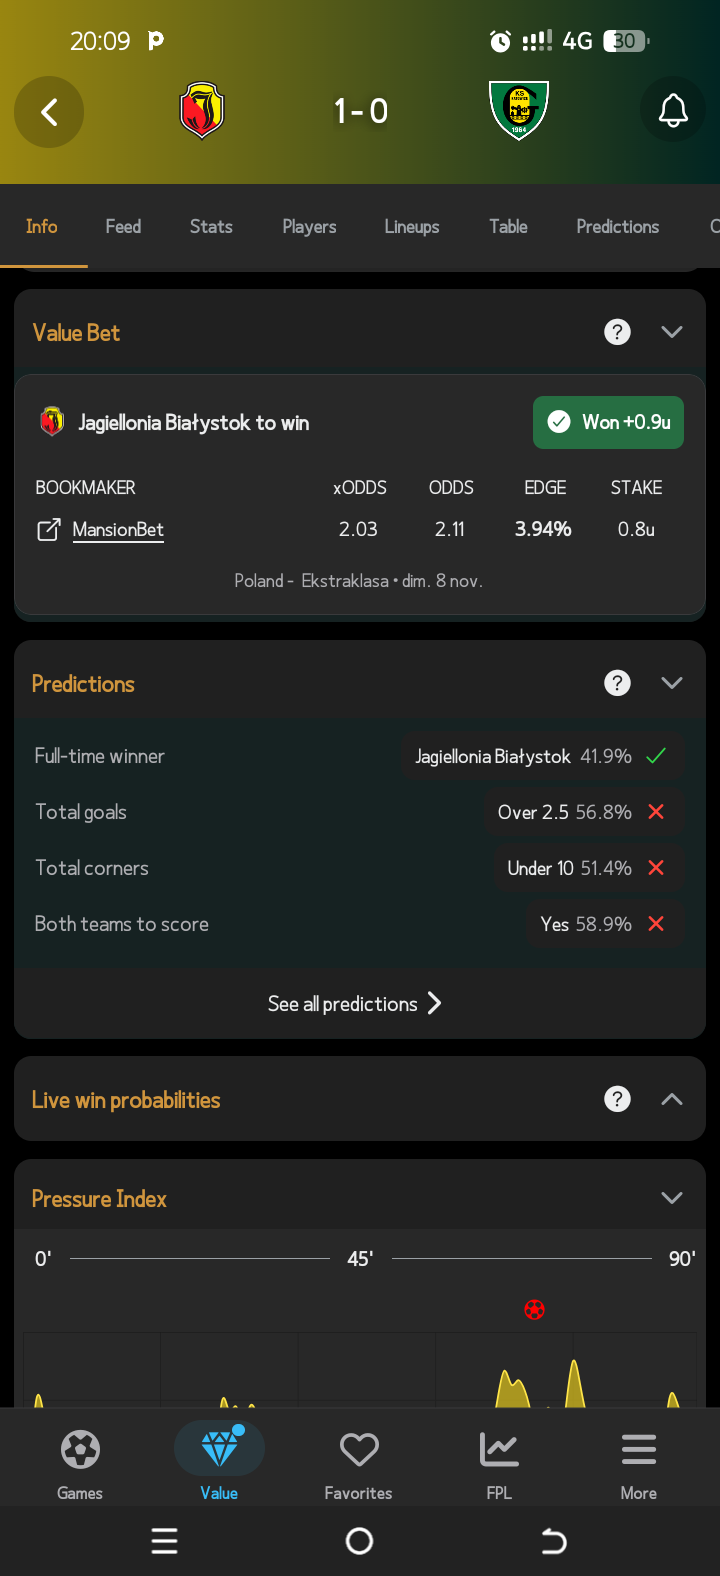 20:09 4G 30
1 - 0
KS
1964
Info Feed Stats Players Lineups Table Predictions
Value Bet ?
Jagiellonia Białystok to win Won +0.9u
BOOKMAKER xODDS ODDS EDGE STAKE
MansionBet 2.03 2.11 3.94% 0.8u
Poland - Ekstraklasa • dim. 8 nov.
Predictions ?
Full-time winner Jagiellonia Białystok 41.9%
Total goals Over 2.5 56.8%
Total corners Under 10 51.4%
Both teams to score Yes 58.9%
See all predictions
Live win probabilities ?
Pressure Index
0' 45' 90'
Games Value Favorites FPL More